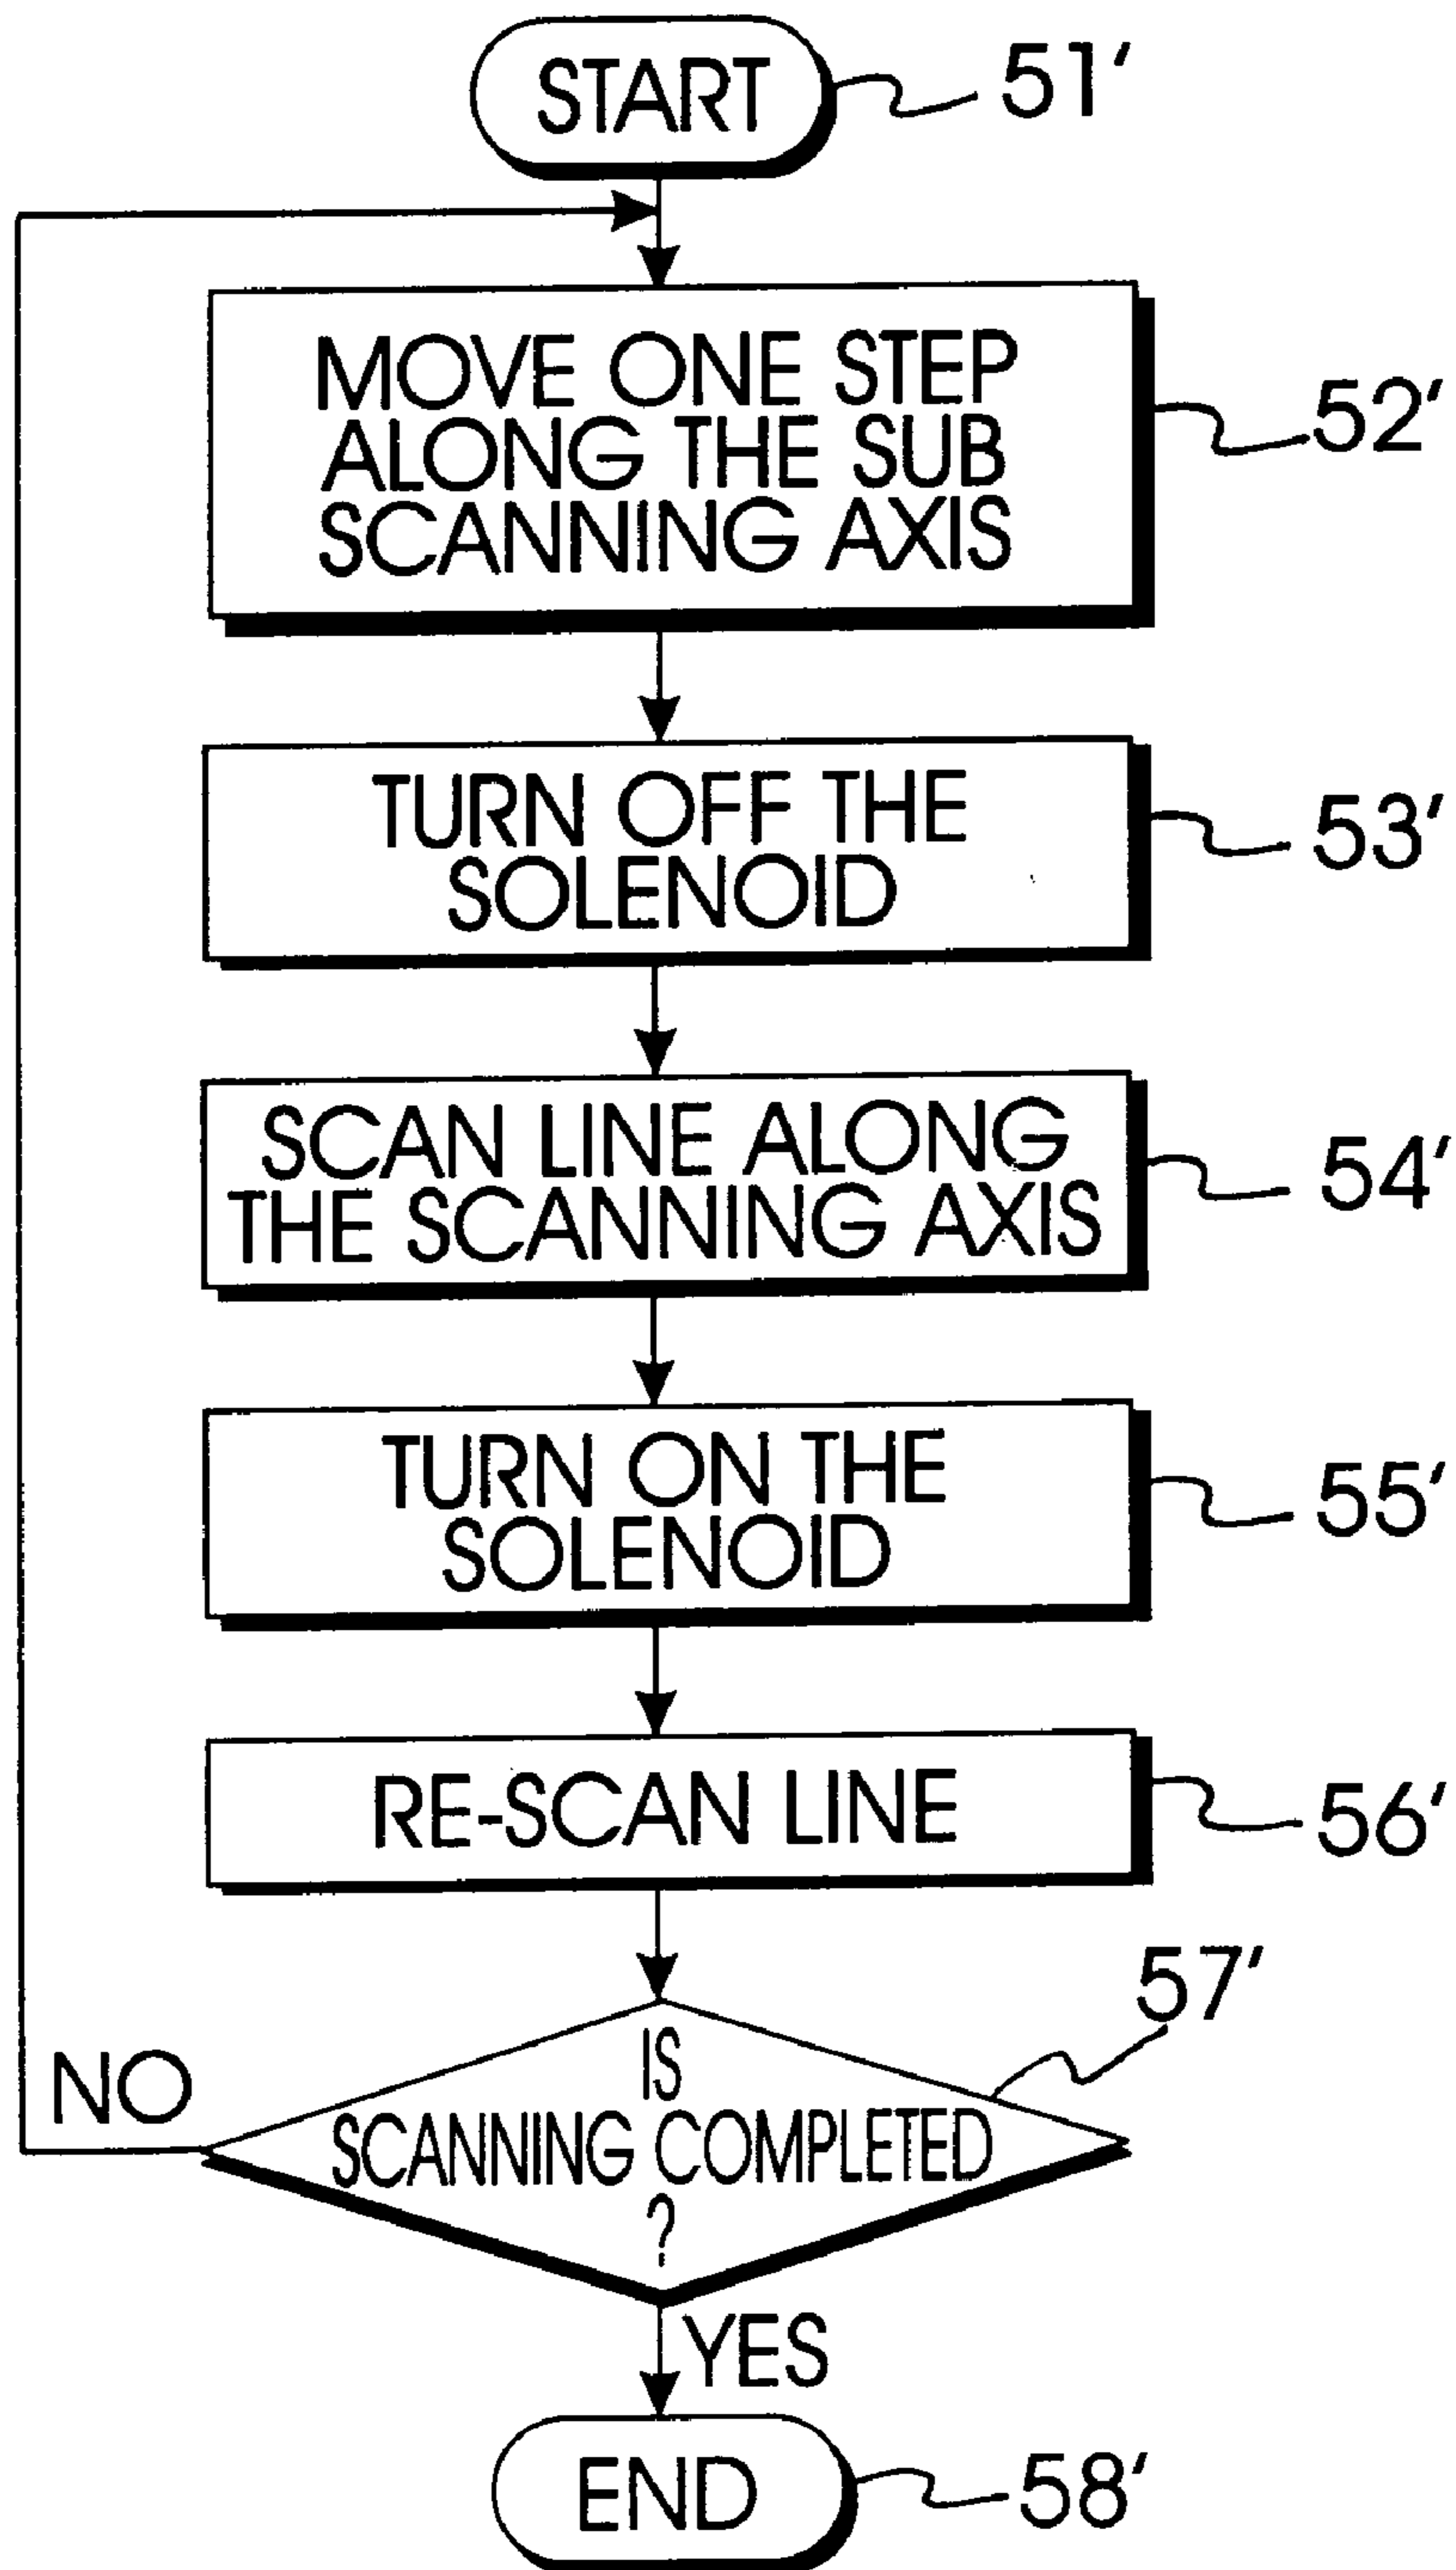 START
51'
MOVE ONE STEP
ALONG THE SUB
SCANNING AXIS
52'
TURN OFF THE
SOLENOID
53'
SCAN LINE ALONG
THE SCANNING AXIS
54'
TURN ON THE
SOLENOID
55'
RE-SCAN LINE
56'
57'
IS
SCANNING COMPLETED
?
NO
YES
END
58'